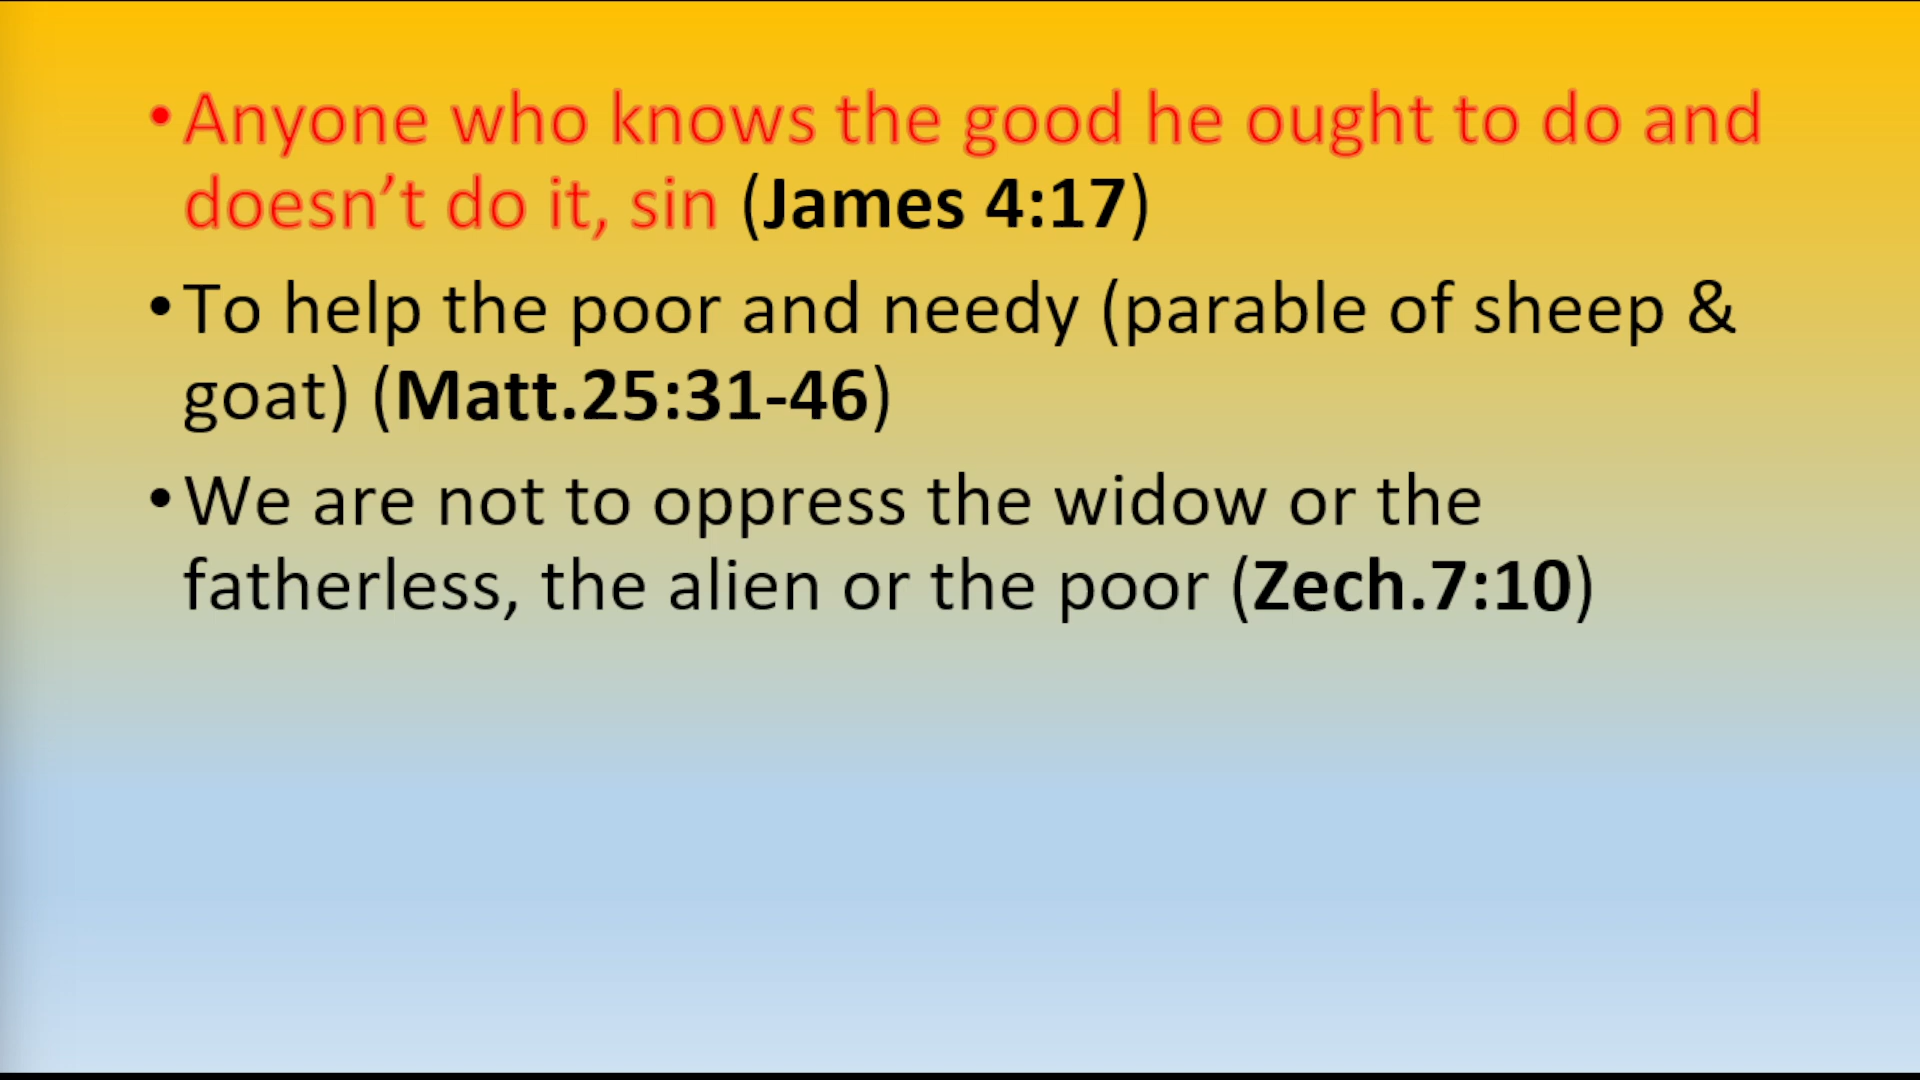 • Anyone who knows the good he ought to do and
doesn’t do it, sin (James 4:17)
• To help the poor and needy (parable of sheep &
goat) (Matt.25:31-46)
• We are not to oppress the widow or the
fatherless, the alien or the poor (Zech.7:10)